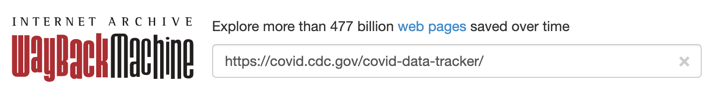 INTERNET ARCHIVE
WayBackMachine
Explore more than 477 billion web pages saved over time
https://covid.cdc.gov/covid-data-tracker/